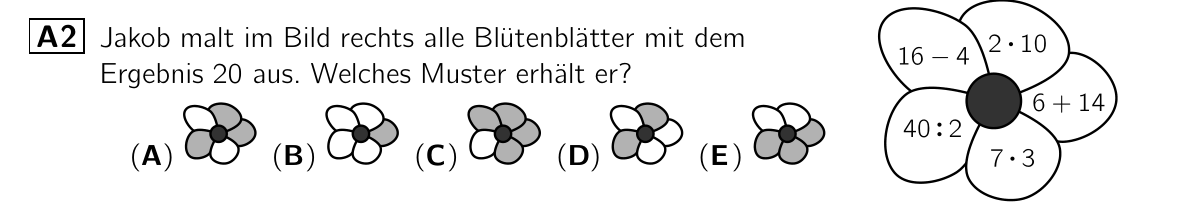 A2 Jakob malt im Bild rechts alle Blütenblätter mit dem
Ergebnis 20 aus. Welches Muster erhält er?
(A) (B) (C) (D) (E)
16 − 4
2 · 10
6 + 14
40 : 2
7 · 3